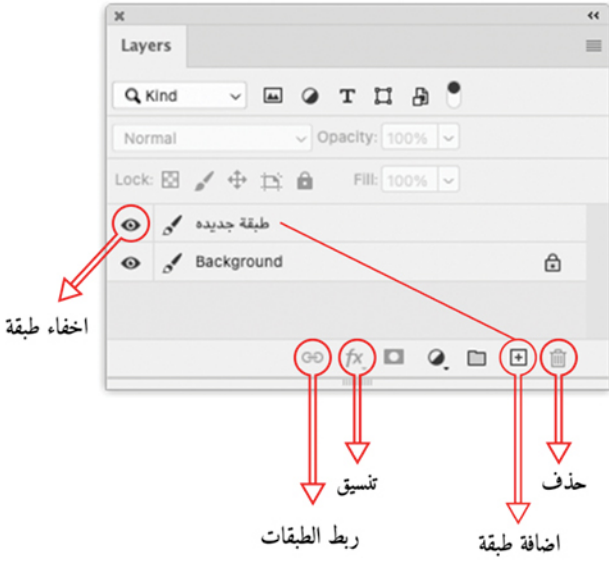 Layers
Kind
Normal Opacity: 100%
Lock: Fill: 100%
طبقة جديده
Background
fx
اخفاء طبقة
تنسيق
حذف
ربط الطبقات
اضافة طبقة